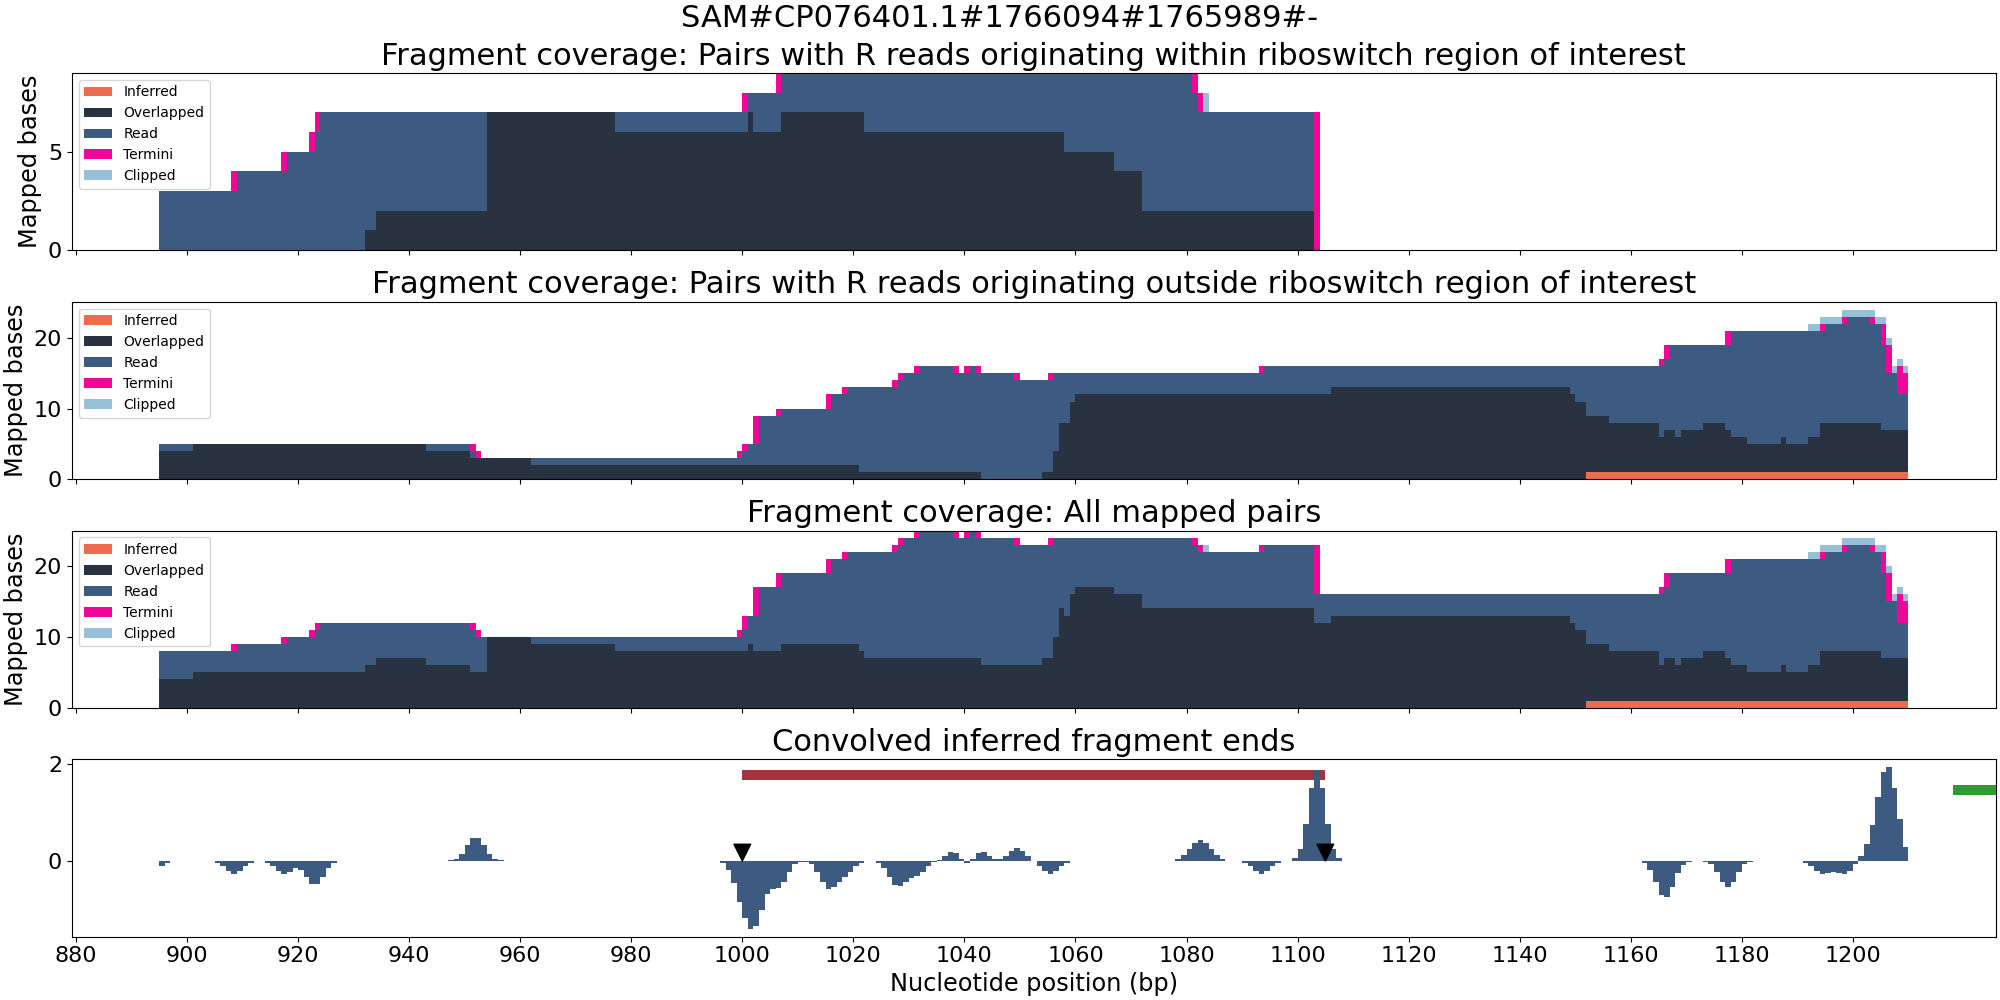 SAM#CP076401.1#1766094#1765989#-
Fragment coverage: Pairs with R reads originating within riboswitch region of interest
Mapped bases
5
0
Inferred
Overlapped
Read
Termini
Clipped
Fragment coverage: Pairs with R reads originating outside riboswitch region of interest
Mapped bases
20
10
0
Inferred
Overlapped
Read
Termini
Clipped
Fragment coverage: All mapped pairs
Mapped bases
20
10
0
Inferred
Overlapped
Read
Termini
Clipped
Convolved inferred fragment ends
2
0
880 900 920 940 960 980 1000 1020 1040 1060 1080 1100 1120 1140 1160 1180 1200
Nucleotide position (bp)